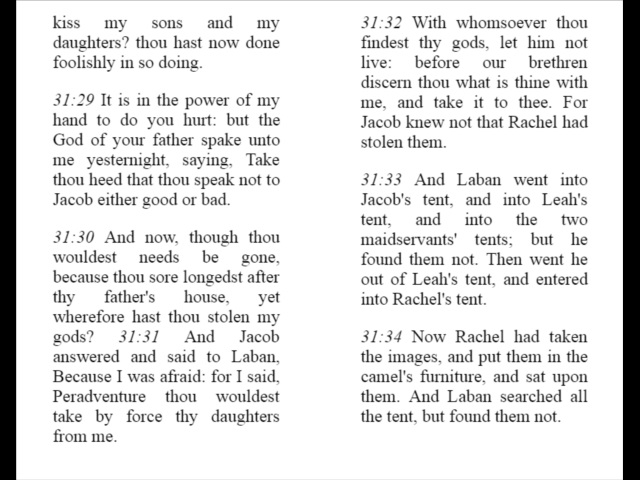 kiss my sons and my
daughters? thou hast now done
foolishly in so doing.
31:29 It is in the power of my
hand to do you hurt: but the
God of your father spake unto
me yesternight, saying, Take
thou heed that thou speak not to
Jacob either good or bad.
31:30 And now, though thou
wouldest needs be gone,
because thou sore longedst after
thy father's house, yet
wherefore hast thou stolen my
gods? 31:31 And Jacob
answered and said to Laban,
Because I was afraid: for I said,
Peradventure thou wouldest
take by force thy daughters
from me.
31:32 With whomsoever thou
findest thy gods, let him not
live: before our brethren
discern thou what is thine with
me, and take it to thee. For
Jacob knew not that Rachel had
stolen them.
31:33 And Laban went into
Jacob's tent, and into Leah's
tent, and into the two
maidservants' tents; but he
found them not. Then went he
out of Leah's tent, and entered
into Rachel's tent.
31:34 Now Rachel had taken
the images, and put them in the
camel's furniture, and sat upon
them. And Laban searched all
the tent, but found them not.